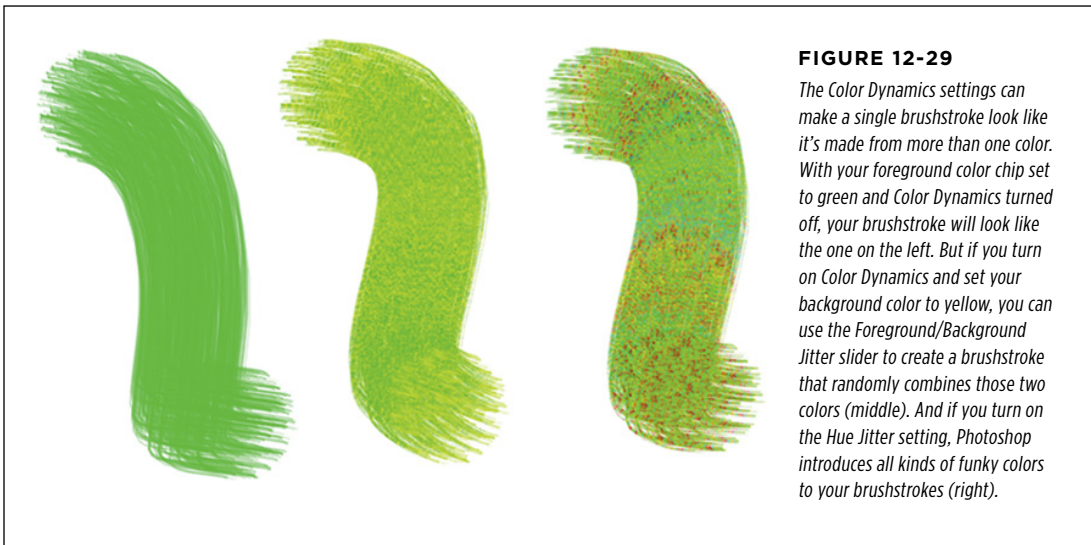 FIGURE 12-29
The Color Dynamics settings can
make a single brushstroke look like
it's made from more than one color.
With your foreground color chip set
to green and Color Dynamics turned
off, your brushstroke will look like
the one on the left. But if you turn
on Color Dynamics and set your
background color to yellow, you can
use the Foreground/Background
Jitter slider to create a brushstroke
that randomly combines those two
colors (middle). And if you turn on
the Hue Jitter setting, Photoshop
introduces all kinds of funky colors
to your brushstrokes (right).